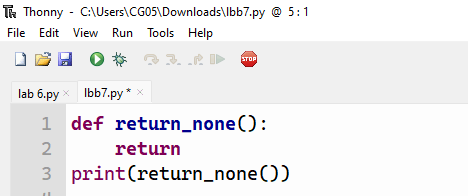 Thonny - C:\Users\CG05\Downloads\lbb7.py @ 5 : 1
File Edit View Run Tools Help
STOP
lab 6.py × lbb7.py * ×
1 def return_none():
2     return
3 print(return_none())